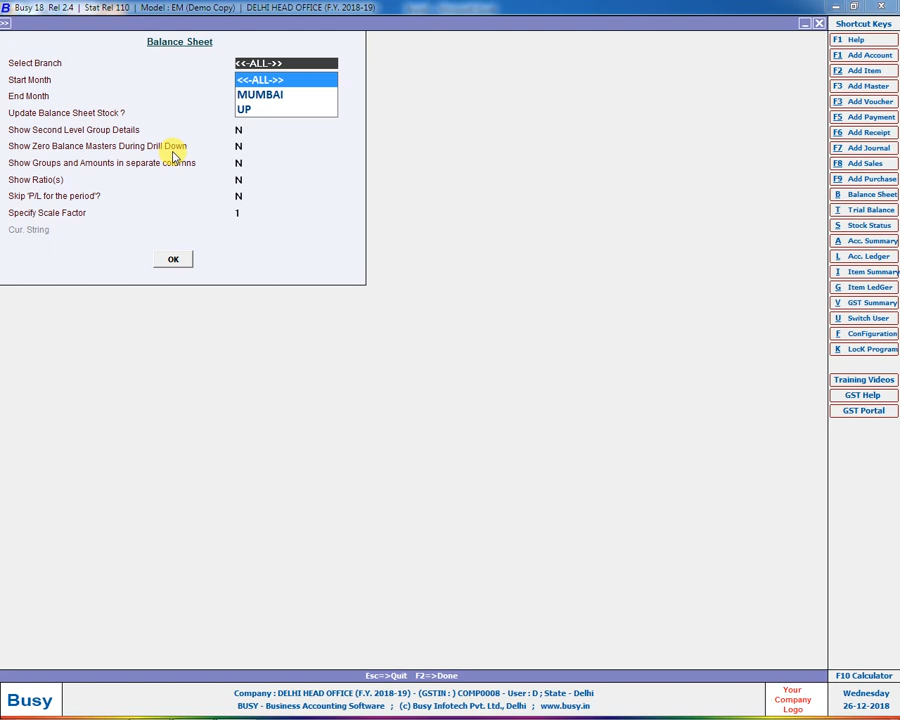 Busy 18 Rel 2.4 | Stat Rel 110 | Model : EM (Demo Copy) | DELHI HEAD OFFICE (F.Y. 2018-19)
>>
Balance Sheet
Select Branch <<-ALL->>
Start Month <<-ALL->>
End Month MUMBAI
UP
Update Balance Sheet Stock ?
Show Second Level Group Details N
Show Zero Balance Masters During Drill Down N
Show Groups and Amounts in separate columns N
Show Ratio(s) N
Skip 'P/L for the period'? N
Specify Scale Factor 1
Cur. String
OK
Shortcut Keys
F1 Help
F1 Add Account
F2 Add Item
F3 Add Master
F3 Add Voucher
F5 Add Payment
F6 Add Receipt
F7 Add Journal
F8 Add Sales
F9 Add Purchase
B Balance Sheet
T Trial Balance
S Stock Status
A Acc. Summary
L Acc. Ledger
I Item Summary
G Item LedGer
V GST Summary
U Switch User
F ConFiguration
K LocK Program
Training Videos
GST Help
GST Portal
Esc=>Quit F2=>Done
F10 Calculator
Busy
Company : DELHI HEAD OFFICE (F.Y. 2018-19) - (GSTIN : ) COMP0008 - User : D ; State - Delhi
BUSY - Business Accounting Software ; (c) Busy Infotech Pvt. Ltd., Delhi ; www.busy.in
Your
Company
Logo
Wednesday
26-12-2018